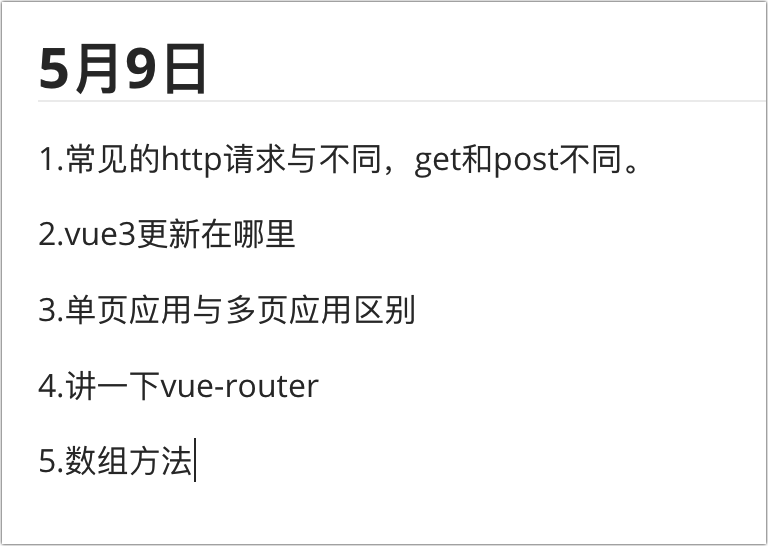 5月9日
1.常见的http请求与不同，get和post不同。
2.vue3更新在哪里
3.单页应用与多页应用区别
4.讲一下vue-router
5.数组方法